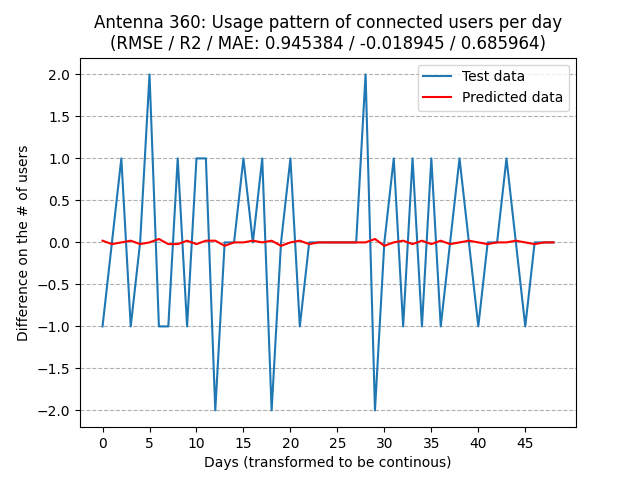 Antenna 360: Usage pattern of connected users per day
(RMSE / R2 / MAE: 0.945384 / -0.018945 / 0.685964)
Test data
Predicted data
Difference on the # of users
2.0
1.5
1.0
0.5
0.0
−0.5
−1.0
−1.5
−2.0
0 5 10 15 20 25 30 35 40 45
Days (transformed to be continous)